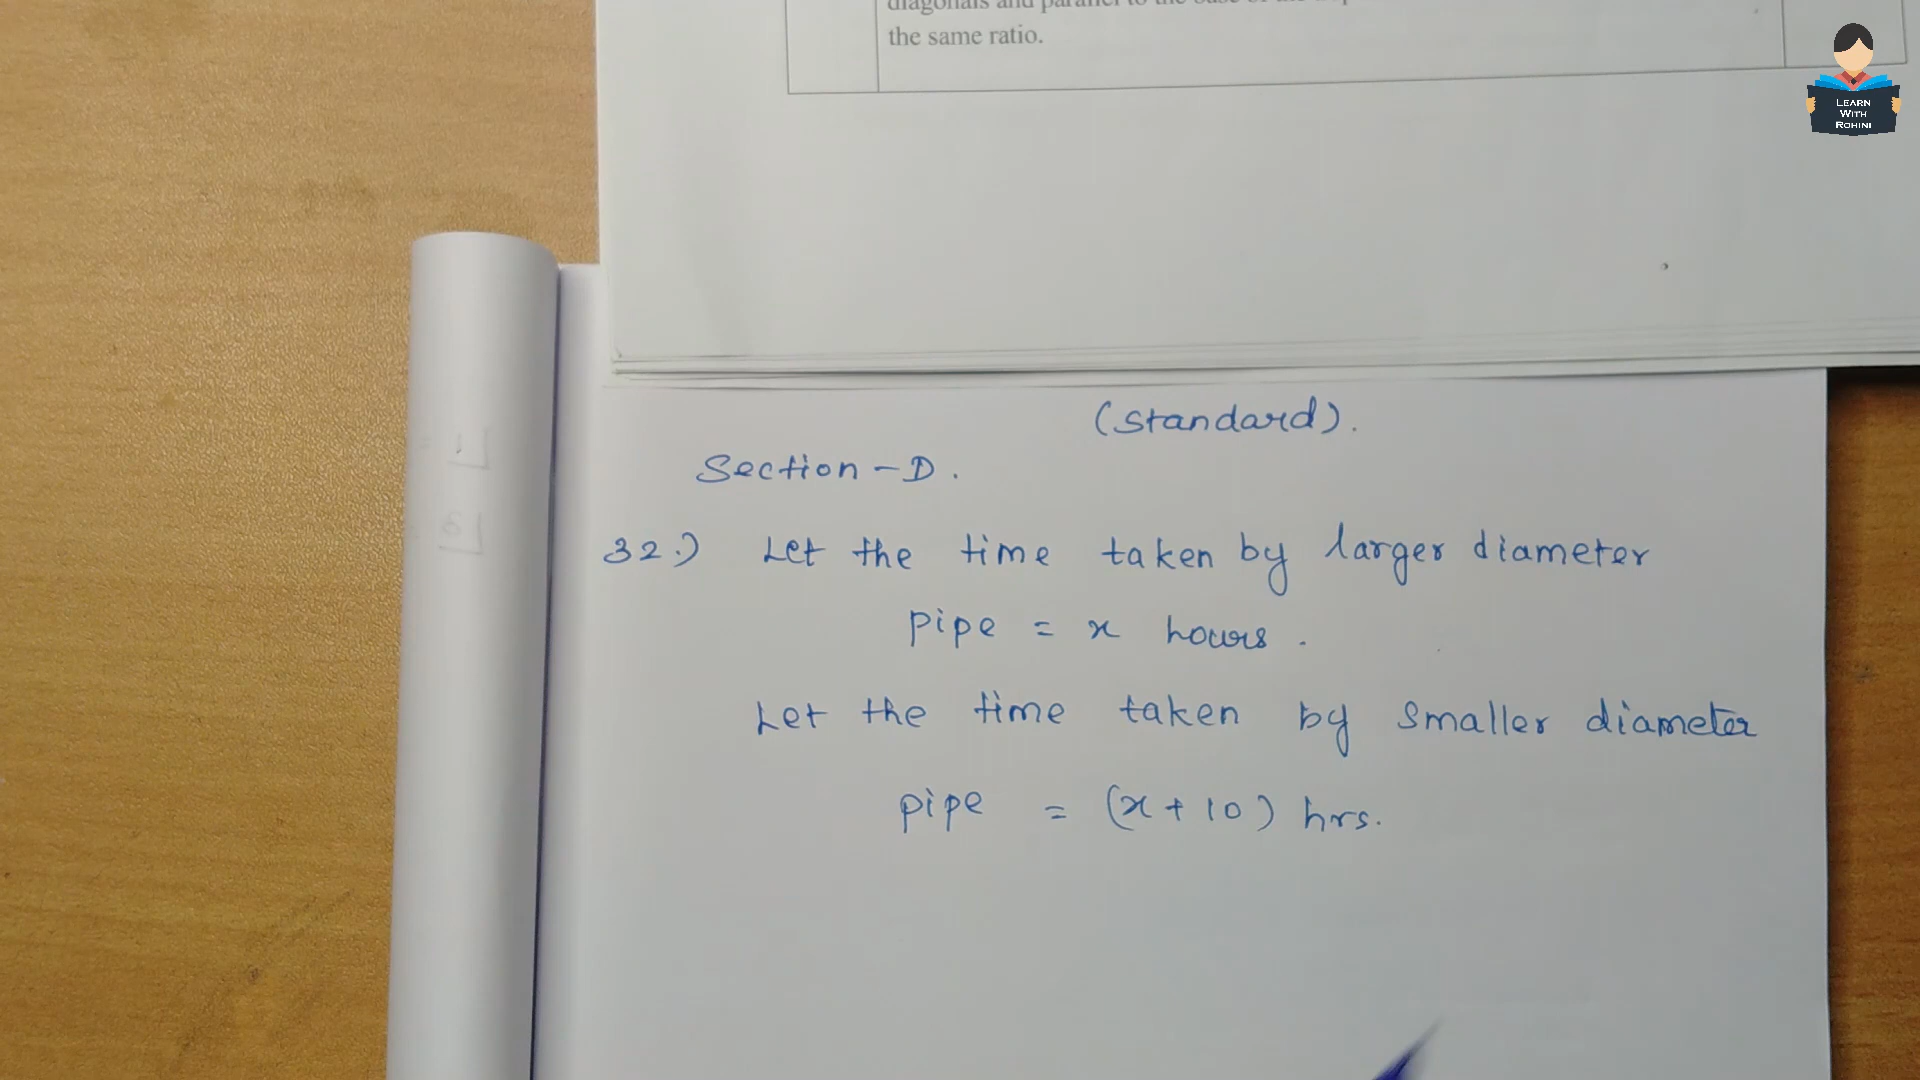 the same ratio.
LEARN
WITH
ROHINI
(Standard).
Section - D.
32.) Let the time taken by larger diameter
pipe = x hours.
Let the time taken by smaller diameter
pipe = (x + 10) hrs.